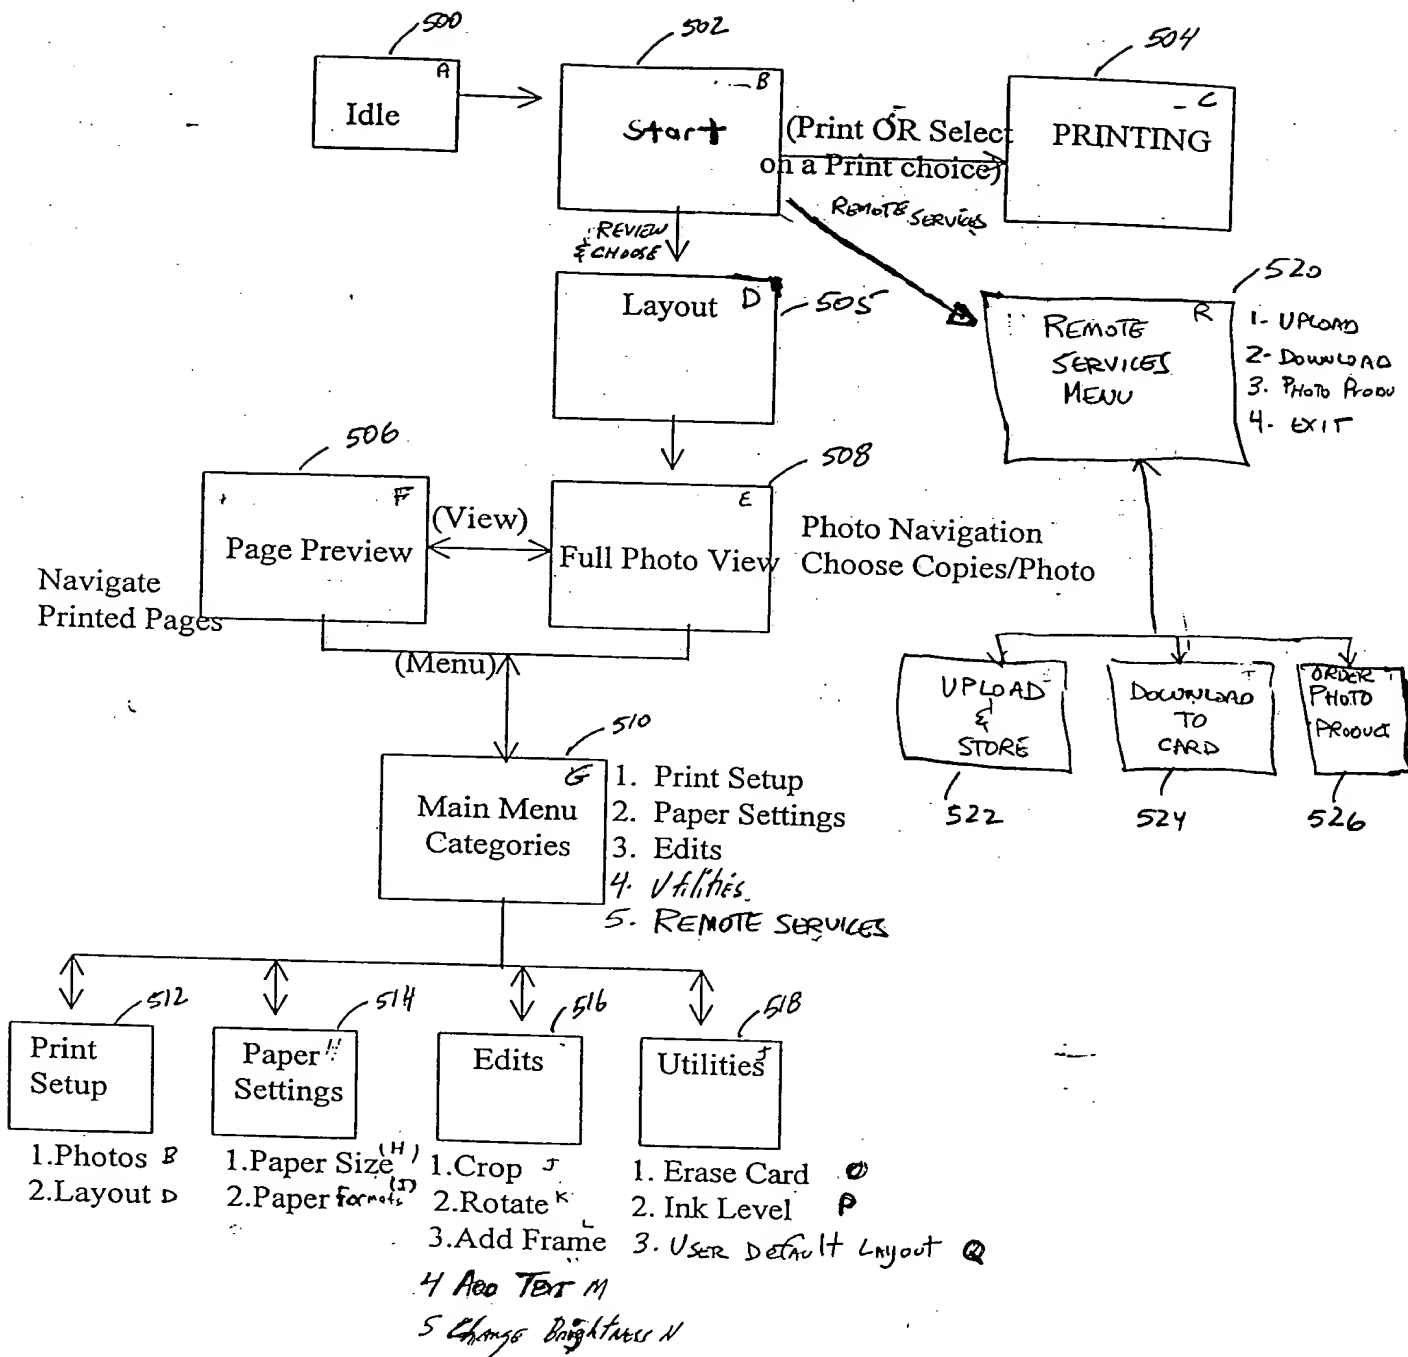 500
502
504
A
Idle
B
Start
(Print OR Select
on a Print choice)
C
PRINTING
REMOTE SERVICES
REVIEW
& CHOOSE
Layout D
505
520
REMOTE R
SERVICES
MENU
1- UPLOAD
2- DOWNLOAD
3. PHOTO PRODU
4. EXIT
506
508
F
Page Preview
(View)
E
Full Photo View
Photo Navigation
Choose Copies/Photo
Navigate
Printed Pages
(Menu)
UPLOAD
&
STORE
DOWNLOAD
TO
CARD
ORDER
PHOTO
PRODUCT
522
524
526
510
G
Main Menu
Categories
1. Print Setup
2. Paper Settings
3. Edits
4. Utilities.
5. REMOTE SERVICES
512
514
516
518
Print
Setup
Paper
Settings
Edits
Utilities J
1.Photos B
2.Layout D
1.Paper Size (H)
2.Paper formats (I)
1.Crop J
2.Rotate K
3.Add Frame L
4 ADD TEXT M
5 Change Brightness N
1. Erase Card O
2. Ink Level P
3. USER Default Layout Q